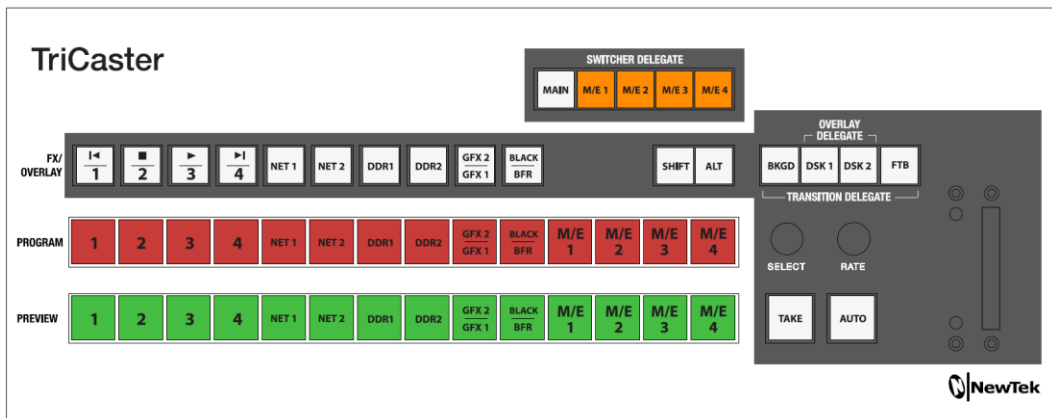 TriCaster
SWITCHER DELEGATE
MAIN M/E 1 M/E 2 M/E 3 M/E 4
OVERLAY
DELEGATE
FX/
OVERLAY
1 2 3 4 NET 1 NET 2 DDR1 DDR2 GFX 2 GFX 1 BLACK BFR SHIFT ALT BKGD DSK 1 DSK 2 FTB
TRANSITION DELEGATE
PROGRAM 1 2 3 4 NET 1 NET 2 DDR1 DDR2 GFX 2 GFX 1 BLACK BFR M/E 1 M/E 2 M/E 3 M/E 4
SELECT RATE
PREVIEW 1 2 3 4 NET 1 NET 2 DDR1 DDR2 GFX 2 GFX 1 BLACK BFR M/E 1 M/E 2 M/E 3 M/E 4
TAKE AUTO
NewTek